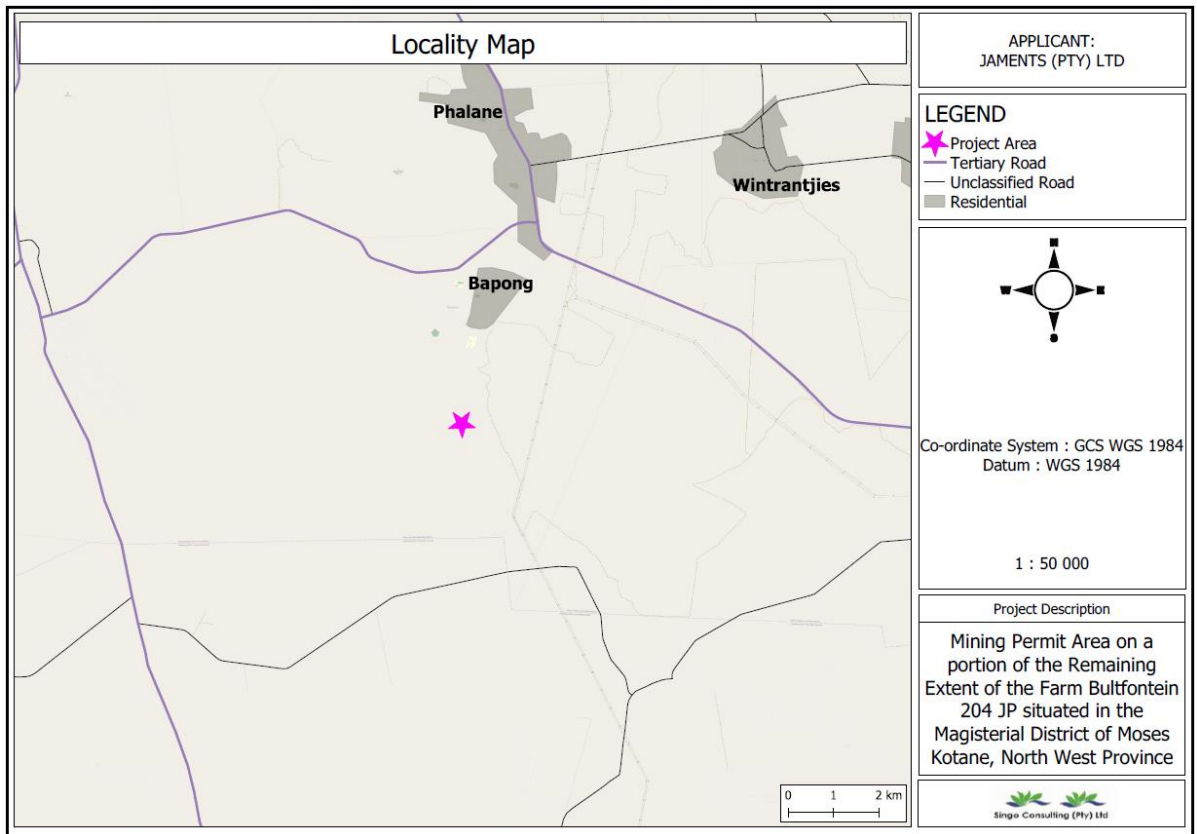 Locality Map
Phalane
Wintrantjies
Bapong
0 1 2 km
APPLICANT:
JAMENTS (PTY) LTD
LEGEND
Project Area
Tertiary Road
Unclassified Road
Residential
N
W E
S
Co-ordinate System : GCS WGS 1984
Datum : WGS 1984
1 : 50 000
Project Description
Mining Permit Area on a
portion of the Remaining
Extent of the Farm Bultfontein
204 JP situated in the
Magisterial District of Moses
Kotane, North West Province
Singo Consulting (Pty) Ltd